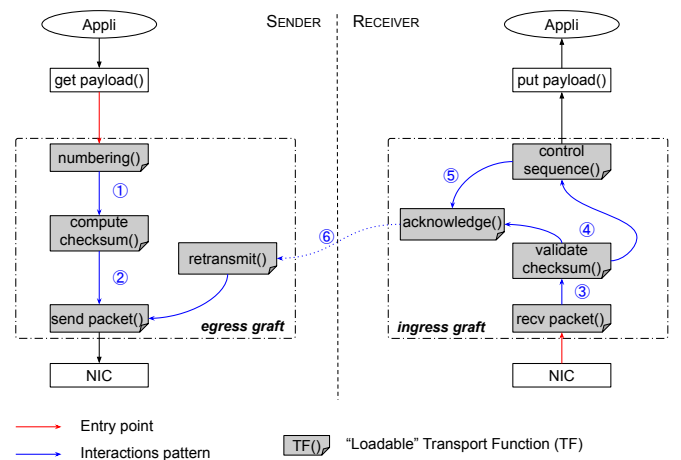 Appli
SENDER
RECEIVER
Appli
get payload()
put payload()
numbering()
control
sequence()
①
⑤
compute
checksum()
acknowledge()
④
⑥
retransmit()
validate
checksum()
②
③
send packet()
egress graft
ingress graft
recv packet()
NIC
NIC
Entry point
Interactions pattern
TF()
“Loadable” Transport Function (TF)